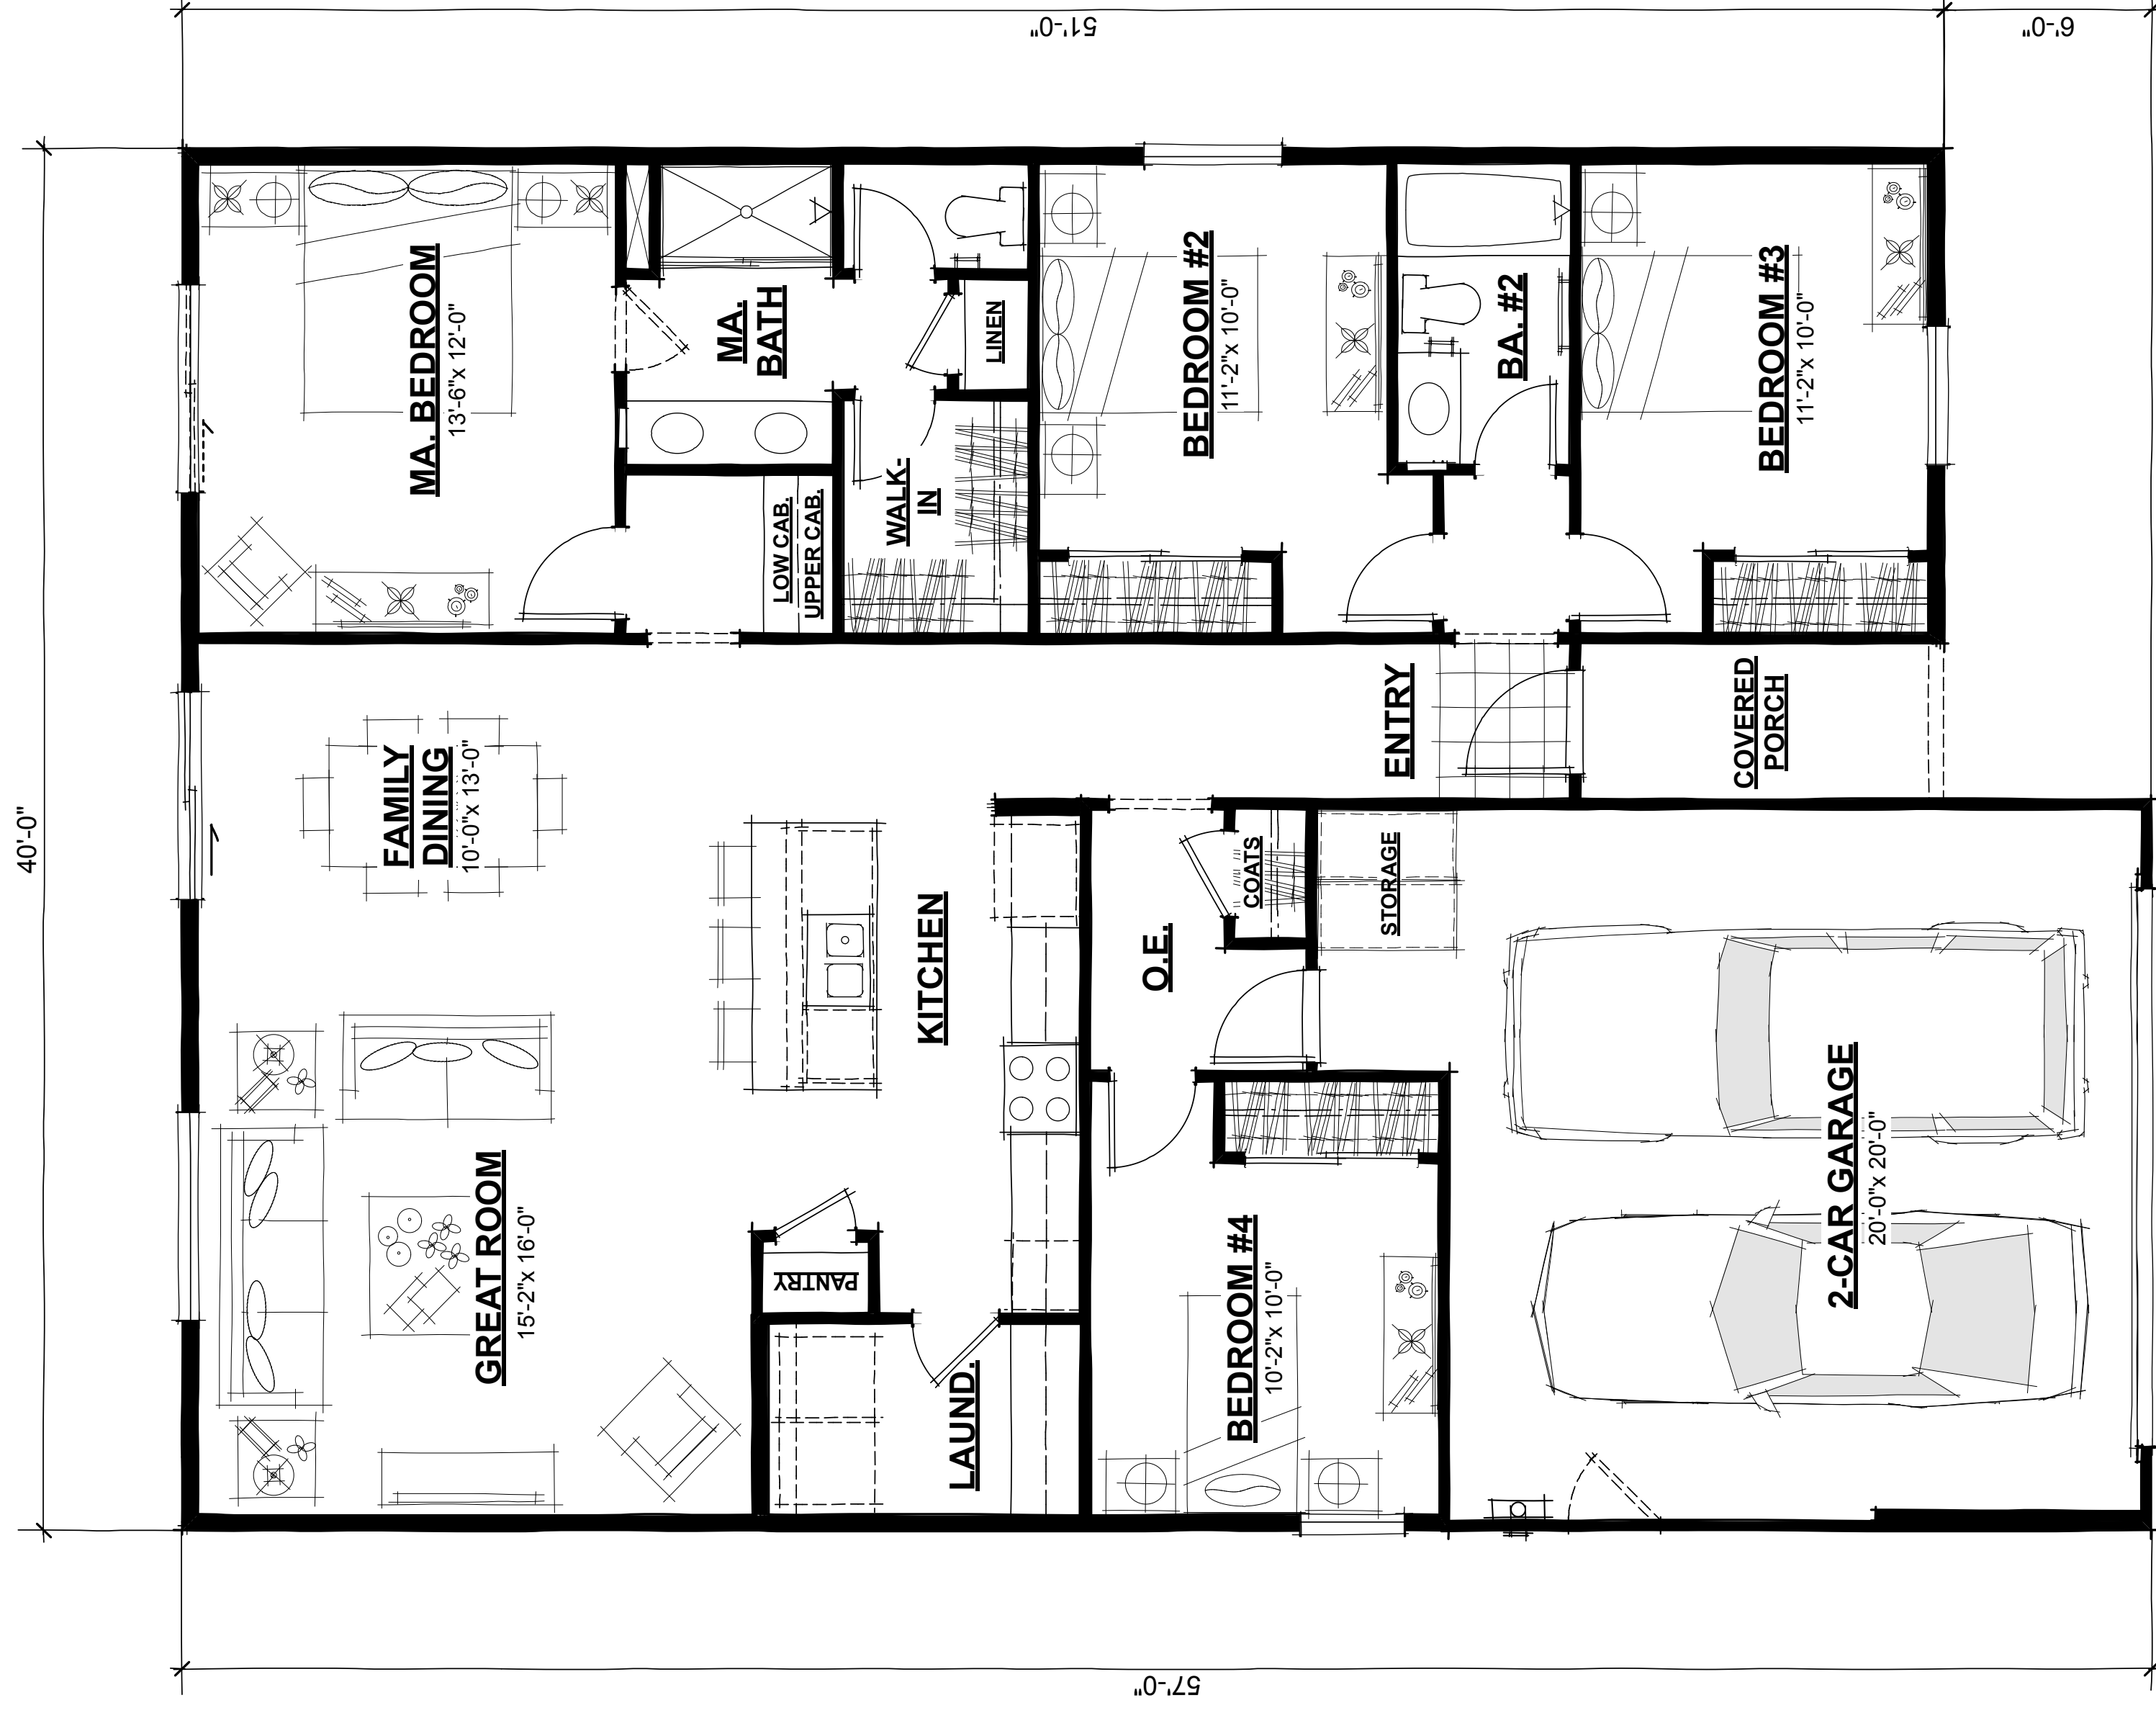 51'-0"
6'-0"
40'-0"
MA. BEDROOM
13'-6"x 12'-0"
MA.
BATH
LINEN
WALK-
IN
LOW CAB.
UPPER CAB.
BEDROOM #2
11'-2"x 10'-0"
BA. #2
BEDROOM #3
11'-2"x 10'-0"
FAMILY
DINING
10'-0"x 13'-0"
ENTRY
COVERED
PORCH
KITCHEN
O.E.
COATS
STORAGE
GREAT ROOM
15'-2"x 16'-0"
PANTRY
LAUND.
BEDROOM #4
10'-2"x 10'-0"
2-CAR GARAGE
20'-0"x 20'-0"
57'-0"